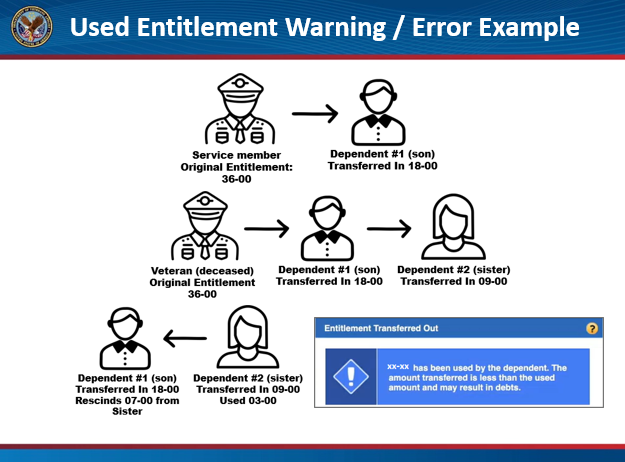 Used Entitlement Warning / Error Example
Service member
Original Entitlement:
36-00
Dependent #1 (son)
Transferred In 18-00
Veteran (deceased)
Original Entitlement
36-00
Dependent #1 (son)
Transferred In 18-00
Dependent #2 (sister)
Transferred In 09-00
Dependent #1 (son)
Transferred In 18-00
Rescinds 07-00 from
Sister
Dependent #2 (sister)
Transferred In 09-00
Used 03-00
Entitlement Transferred Out
?
!
xx-xx has been used by the dependent. The
amount transferred is less than the used
amount and may result in debts.